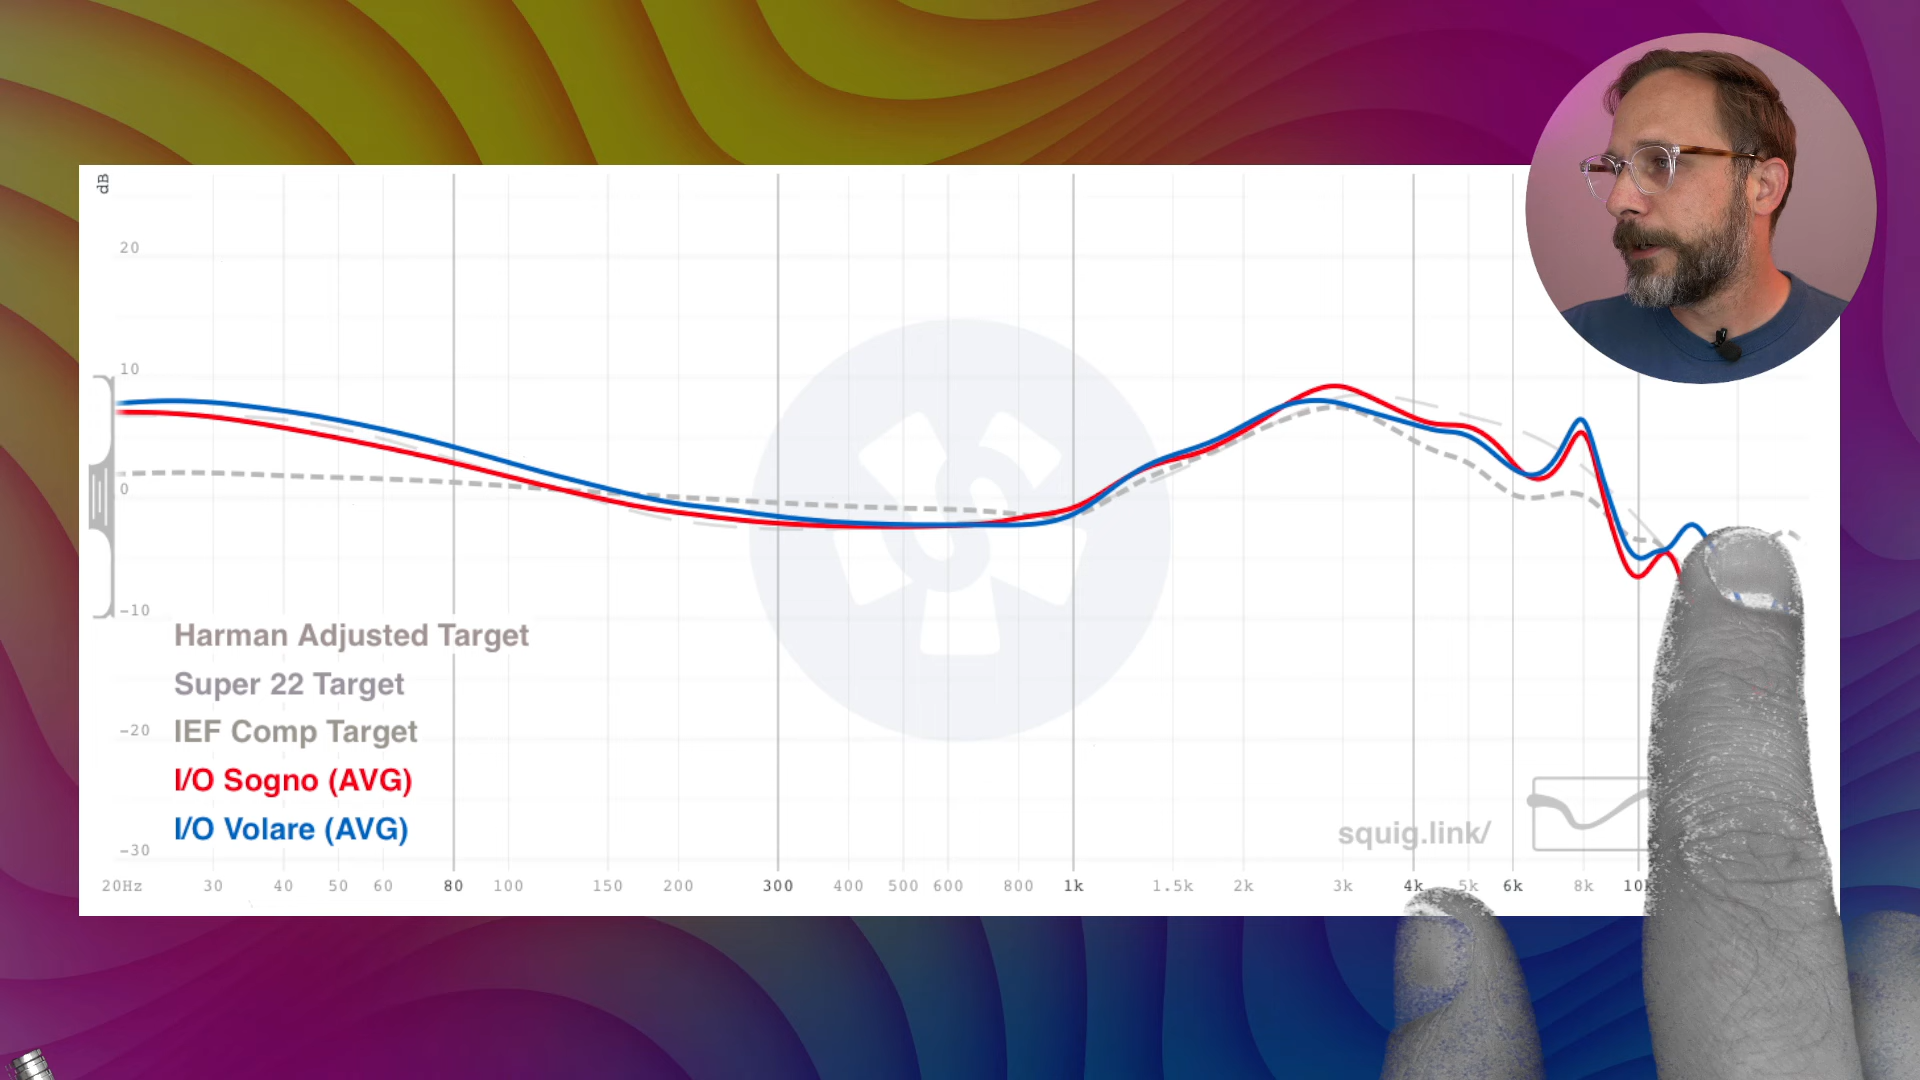 dB
20
10
0
-10
-20
-30
Harman Adjusted Target
Super 22 Target
IEF Comp Target
I/O Sogno (AVG)
I/O Volare (AVG)
squig.link/
20Hz 30 40 50 60 80 100 150 200 300 400 500 600 800 1k 1.5k 2k 3k 4k 5k 6k 8k 10k